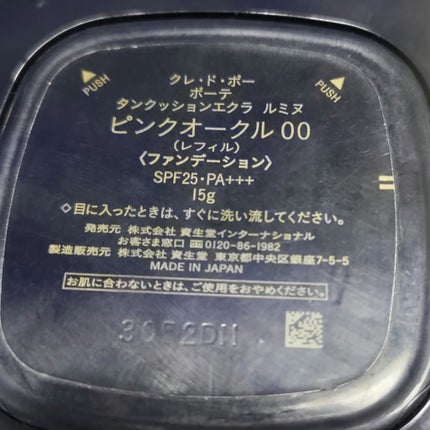 クレ・ド・ポー
PUSH
PUSH
ボーテ
タンクッションエクラ ルミヌ
ピンクオークル 00
(レフィル)
〈ファンデーション〉
SPF25・PA+++
15g
◇目に入ったときは、すぐに洗い流してください。
発売元 株式会社 資生堂インターナショナル
お客さま窓口 0120-86-1982
製造販売元 株式会社 資生堂 東京都中央区銀座7-5-5
MADE IN JAPAN
お肌に合わないときは、ご使用をおやめください。